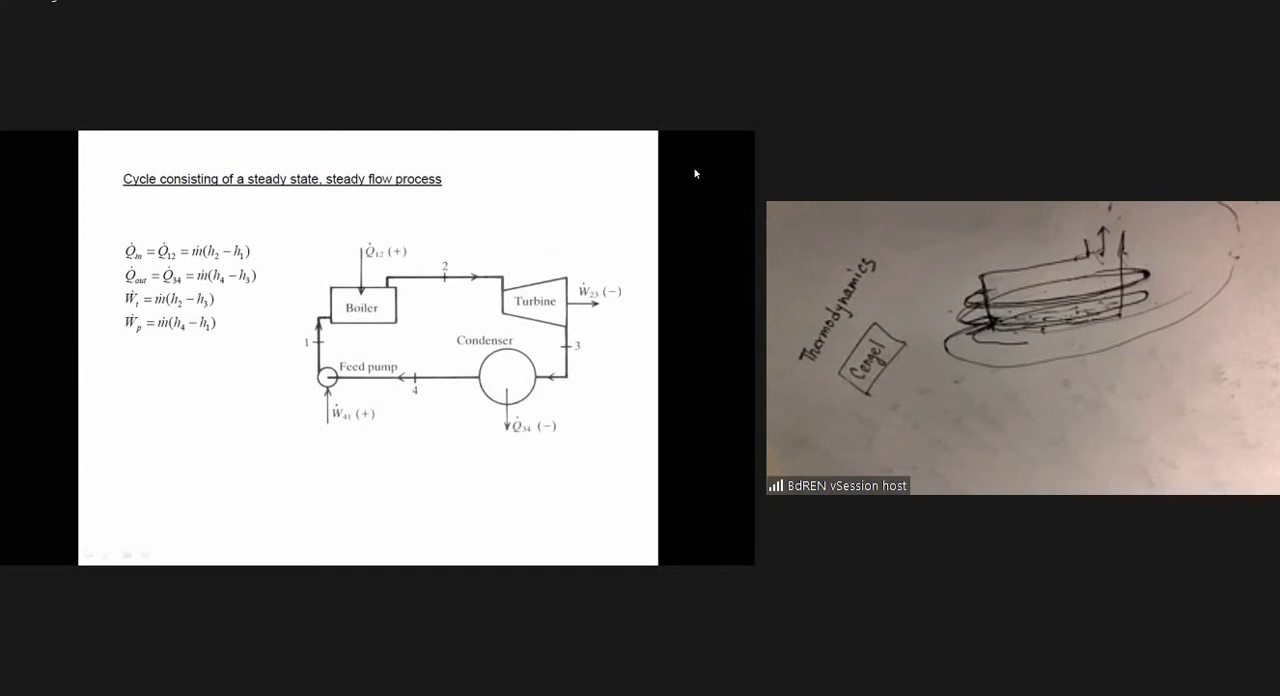 Cycle consisting of a steady state, steady flow process
Q̇in = Q̇12 = ṁ(h2 − h1)
Q̇out = Q̇34 = ṁ(h4 − h3)
Ẇt = ṁ(h2 − h3)
Ẇp = ṁ(h4 − h1)
Q̇12 (+)
2
Boiler
Turbine
Ẇ23 (−)
1
Condenser
3
Feed pump
4
Ẇ41 (+)
Q̇34 (−)
Thermodynamics
Cengel
BdREN vSession host